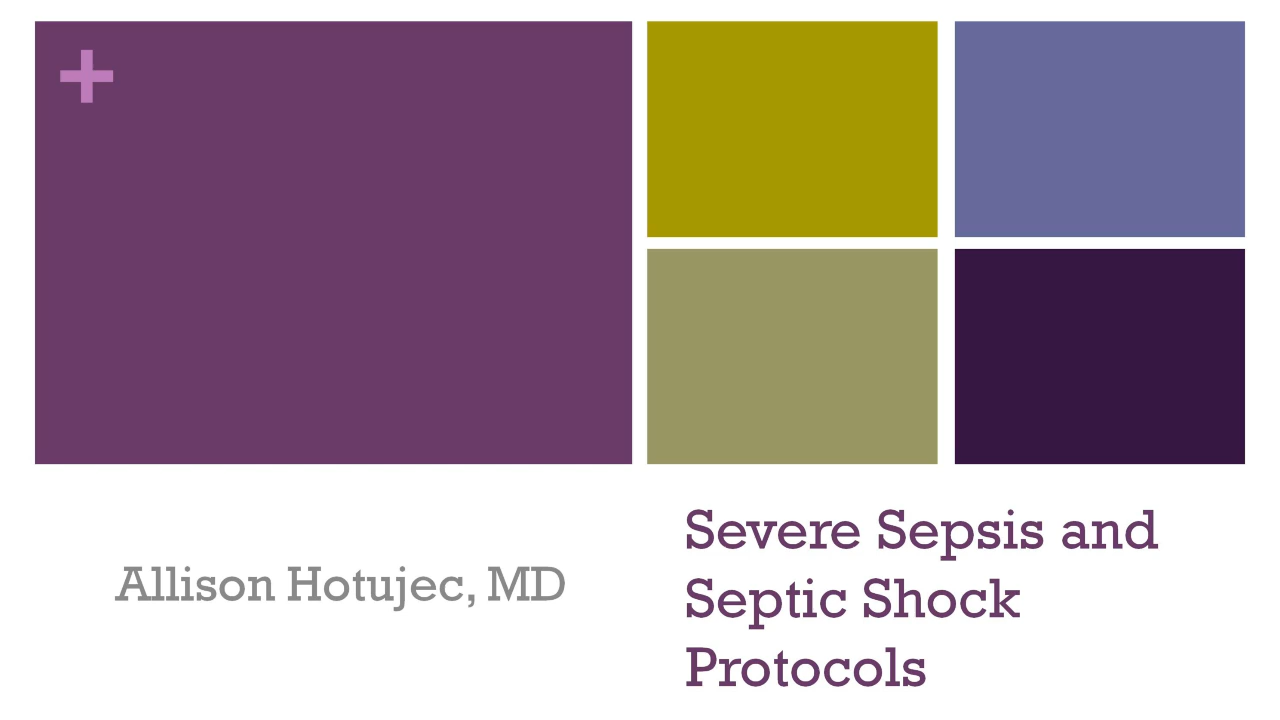 +
Allison Hotujec, MD
Severe Sepsis and
Septic Shock
Protocols